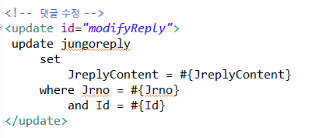 <!-- 댓글 수정 -->
<update id="modifyReply">
update jungoreply
set
JreplyContent = #{JreplyContent}
where Jrno = #{Jrno}
and Id = #{Id}
</update>